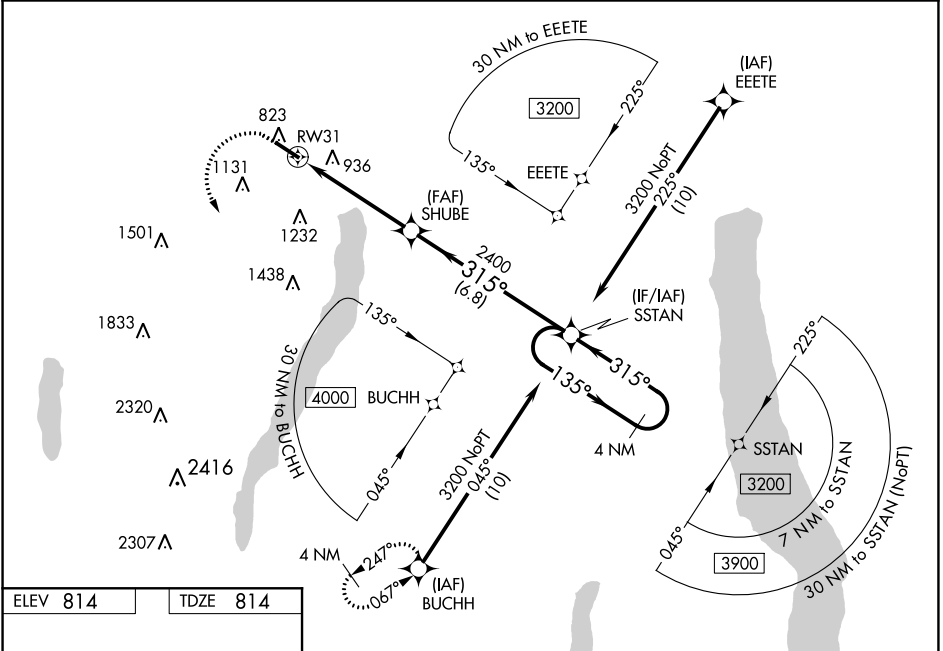 30 NM to EEETE
3200
225°
135°
EEETE
(IAF)
EEETE
3200 NoPT
225°
(10)
823
RW31
936
1131
1232
1501
1438
1833
2320
2416
2307
(FAF)
SHUBE
2400
315°
(6.8)
(IF/IAF)
SSTAN
315°
135°
4 NM
135°
30 NM to BUCHH
4000
BUCHH
045°
3200 NoPT
045°
(10)
4 NM
247°
067°
(IAF)
BUCHH
225°
SSTAN
3200
7 NM to SSTAN
045°
3900
30 NM to SSTAN (NoPT)
ELEV 814
TDZE 814